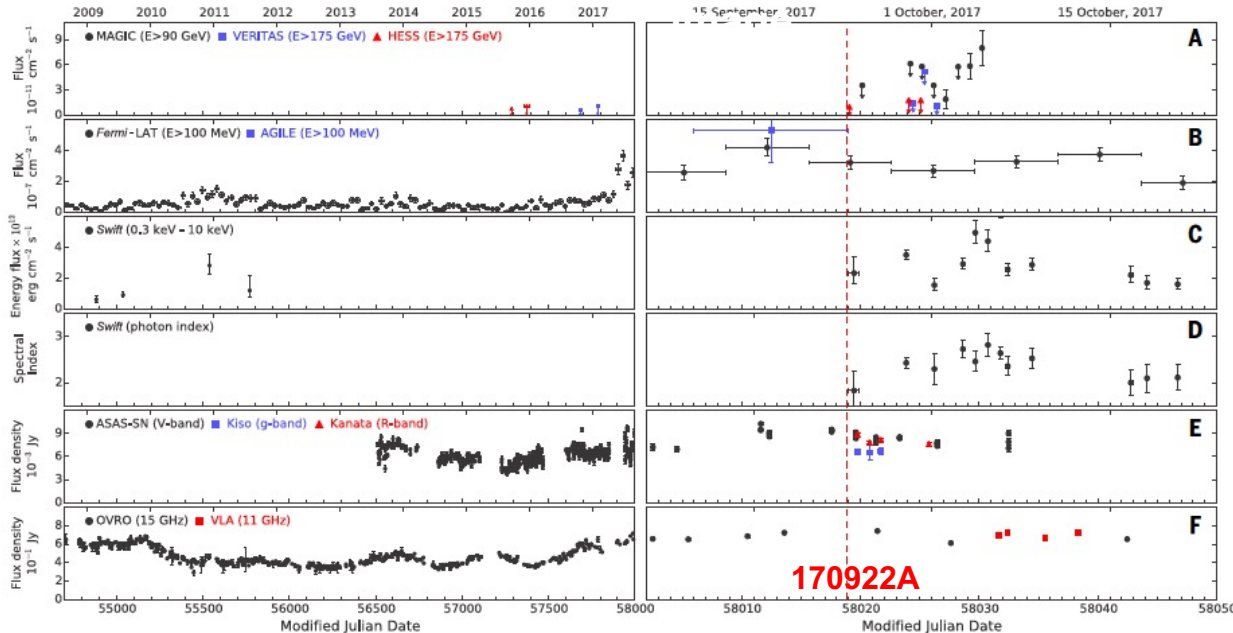 2009 2010 2011 2012 2013 2014 2015 2016 2017
15 September, 2017 1 October, 2017 15 October, 2017
MAGIC (E>90 GeV) VERITAS (E>175 GeV) HESS (E>175 GeV)
A
Flux
10⁻¹¹ cm⁻² s⁻¹
9
6
3
0
Fermi-LAT (E>100 MeV) AGILE (E>100 MeV)
B
Flux
10⁻⁷ cm⁻² s⁻¹
4
2
0
Swift (0.3 keV – 10 keV)
C
Energy flux × 10¹²
erg cm⁻² s⁻¹
4
2
0
Swift (photon index)
D
Spectral
Index
3
2
ASAS-SN (V-band) Kiso (g-band) Kanata (R-band)
E
Flux density
10⁻³ Jy
9
6
3
0
OVRO (15 GHz) VLA (11 GHz)
F
Flux density
10⁻¹ Jy
8
6
4
2
0
170922A
55000 55500 56000 56500 57000 57500 58000
58010 58020 58030 58040 58050
Modified Julian Date Modified Julian Date